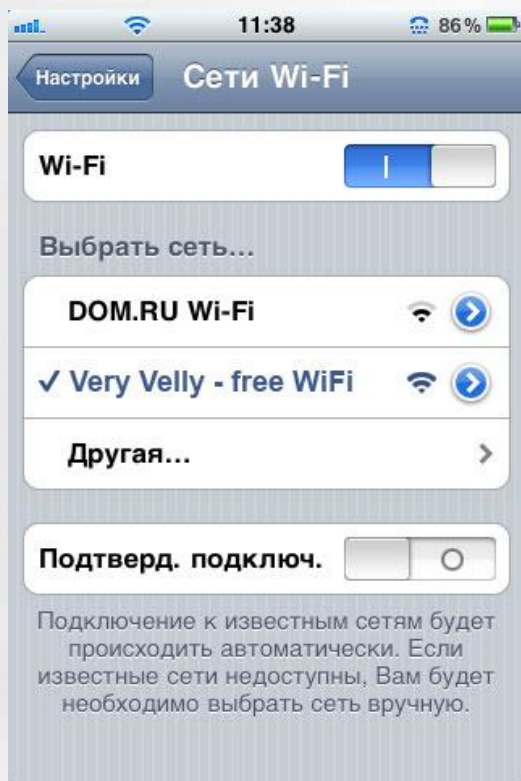 11:38 86%
Настройки Сети Wi-Fi
Wi-Fi
Выбрать сеть...
DOM.RU Wi-Fi
Very Velly - free WiFi
Другая...
Подтверд. подключ.
Подключение к известным сетям будет
происходить автоматически. Если
известные сети недоступны, Вам будет
необходимо выбрать сеть вручную.